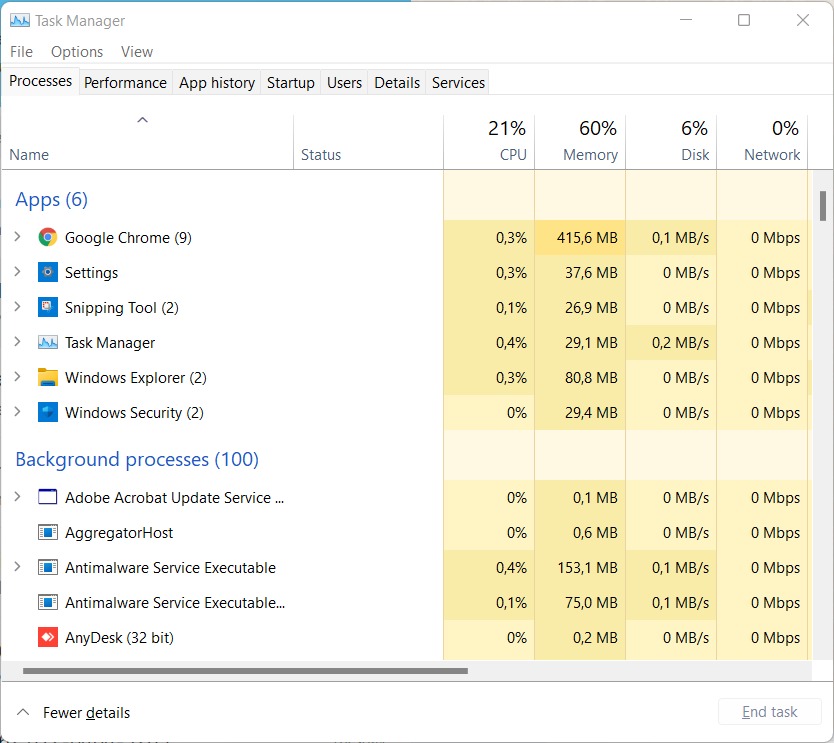 Task Manager
File Options View
Processes Performance App history Startup Users Details Services
21% 60% 6% 0%
Name Status CPU Memory Disk Network
Apps (6)
Google Chrome (9) 0,3% 415,6 MB 0,1 MB/s 0 Mbps
Settings 0,3% 37,6 MB 0 MB/s 0 Mbps
Snipping Tool (2) 0,1% 26,9 MB 0 MB/s 0 Mbps
Task Manager 0,4% 29,1 MB 0,2 MB/s 0 Mbps
Windows Explorer (2) 0,3% 80,8 MB 0 MB/s 0 Mbps
Windows Security (2) 0% 29,4 MB 0 MB/s 0 Mbps
Background processes (100)
Adobe Acrobat Update Service ... 0% 0,1 MB 0 MB/s 0 Mbps
AggregatorHost 0% 0,6 MB 0 MB/s 0 Mbps
Antimalware Service Executable 0,4% 153,1 MB 0,1 MB/s 0 Mbps
Antimalware Service Executable... 0,1% 75,0 MB 0,1 MB/s 0 Mbps
AnyDesk (32 bit) 0% 0,2 MB 0 MB/s 0 Mbps
Fewer details End task